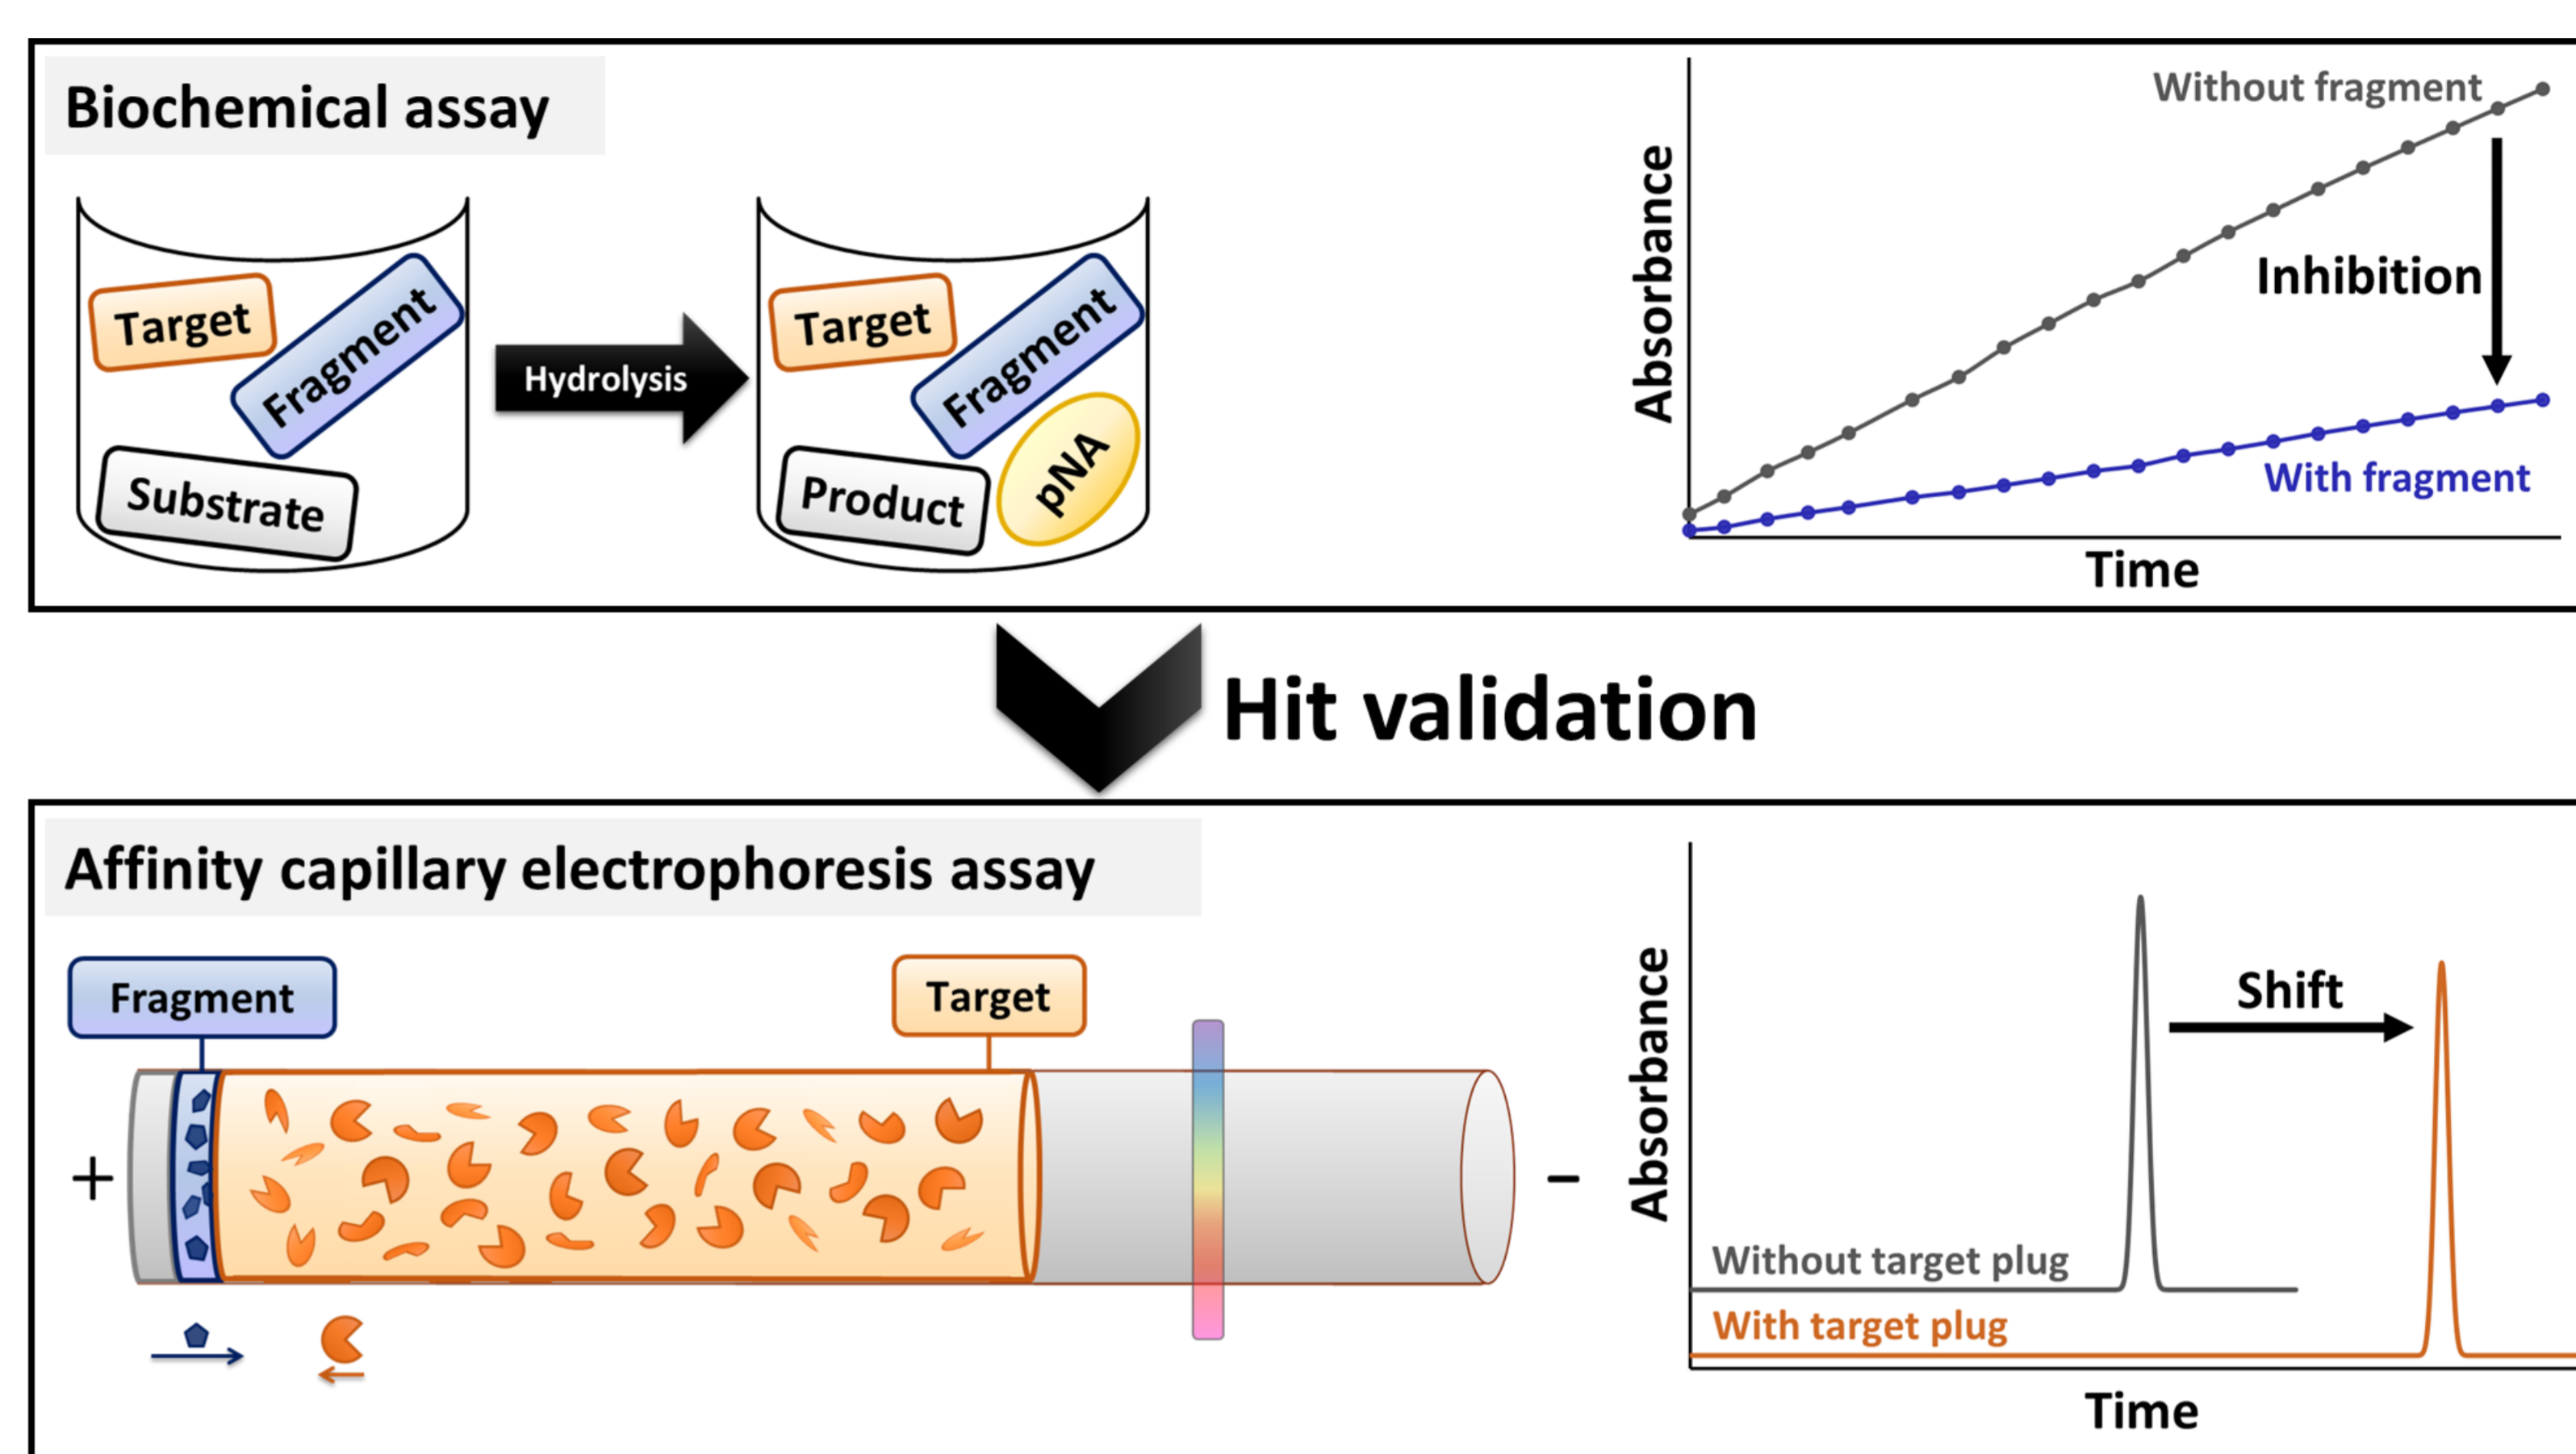 Biochemical assay
Target
Fragment
Substrate
Hydrolysis
Target
Fragment
Product
pNA
Absorbance
Without fragment
Inhibition
With fragment
Time
Hit validation
Affinity capillary electrophoresis assay
Fragment
Target
+
−
Absorbance
Shift
Without target plug
With target plug
Time